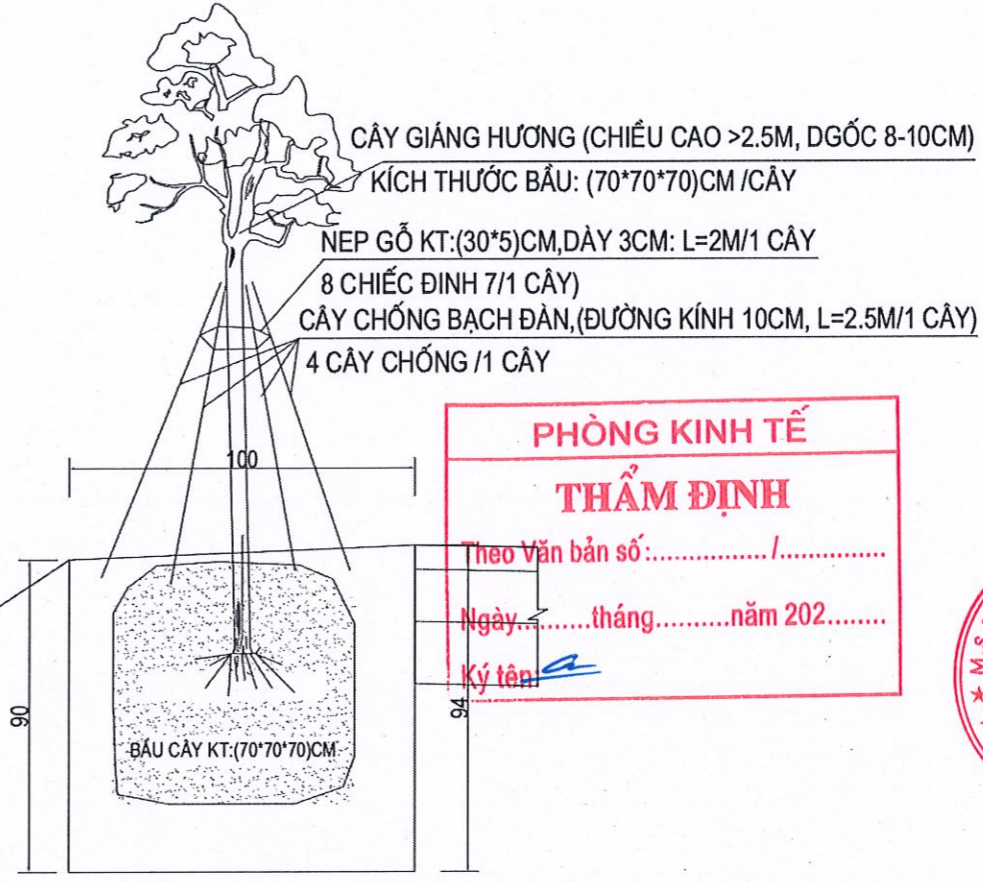 CÂY GIÁNG HƯƠNG (CHIỀU CAO >2.5M, DGỐC 8-10CM)
KÍCH THƯỚC BẦU: (70*70*70)CM /CÂY
NEP GỖ KT:(30*5)CM,DÀY 3CM: L=2M/1 CÂY
8 CHIẾC ĐINH 7/1 CÂY)
CÂY CHỐNG BẠCH ĐÀN,(ĐƯỜNG KÍNH 10CM, L=2.5M/1 CÂY)
4 CÂY CHỐNG /1 CÂY
100
PHÒNG KINH TẾ
THẨM ĐỊNH
Theo Văn bản số:............... /...............
Ngày..........tháng.........năm 202........
Ký tên:
90
94
BẦU CÂY KT:(70*70*70)CM
★ M.S